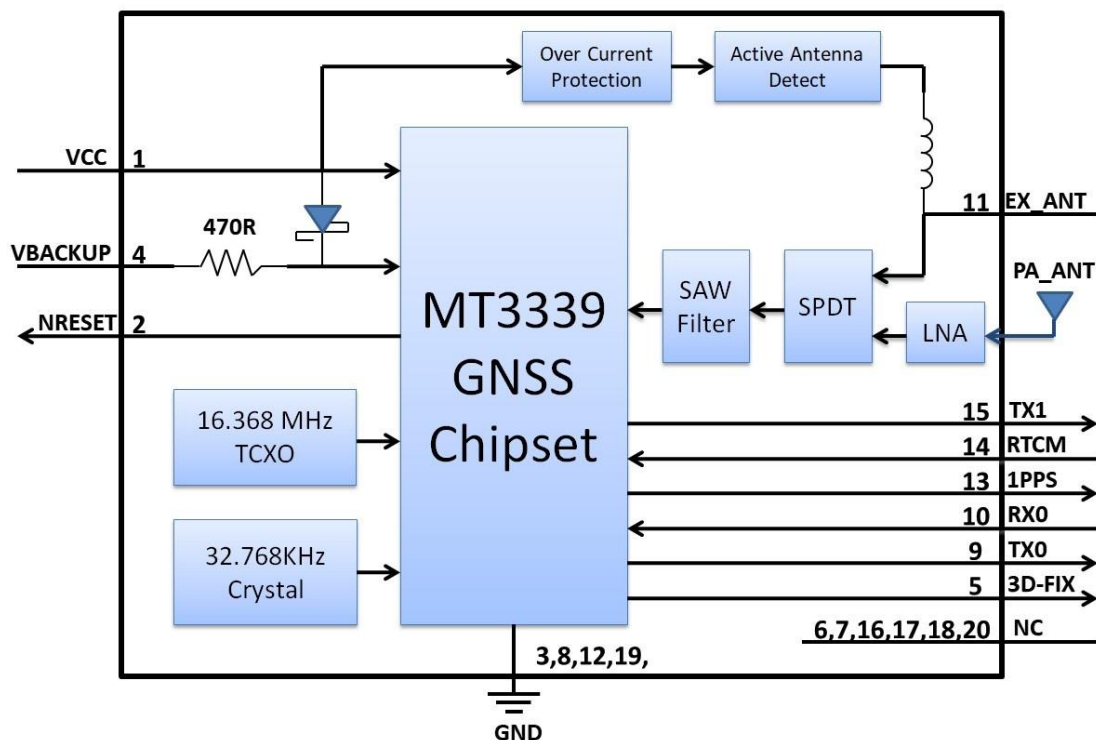 Over Current
Protection
Active Antenna
Detect
VCC 1
470R
VBACKUP 4
NRESET 2
11 EX_ANT
PA_ANT
MT3339
GNSS
Chipset
SAW
Filter
SPDT
LNA
16.368 MHz
TCXO
32.768KHz
Crystal
15 TX1
14 RTCM
13 1PPS
10 RX0
9 TX0
5 3D-FIX
6,7,16,17,18,20 NC
3,8,12,19,
GND